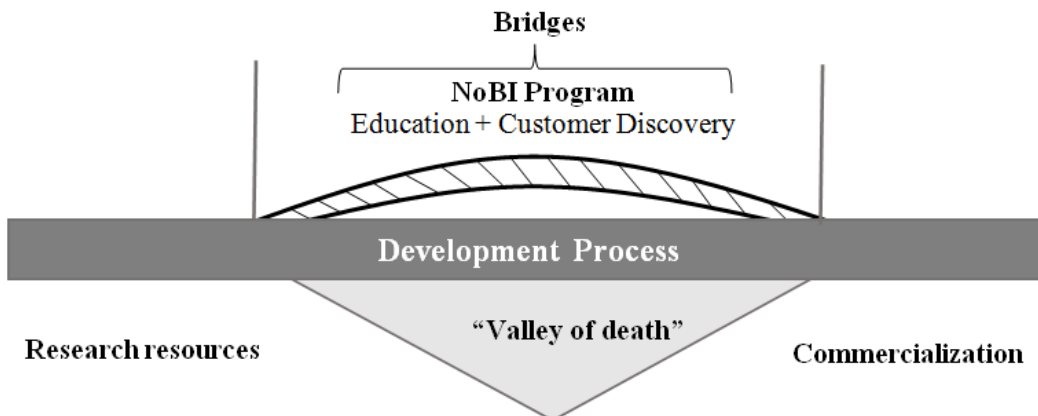 Bridges
NoBI Program
Education + Customer Discovery
Development Process
“Valley of death”
Research resources
Commercialization